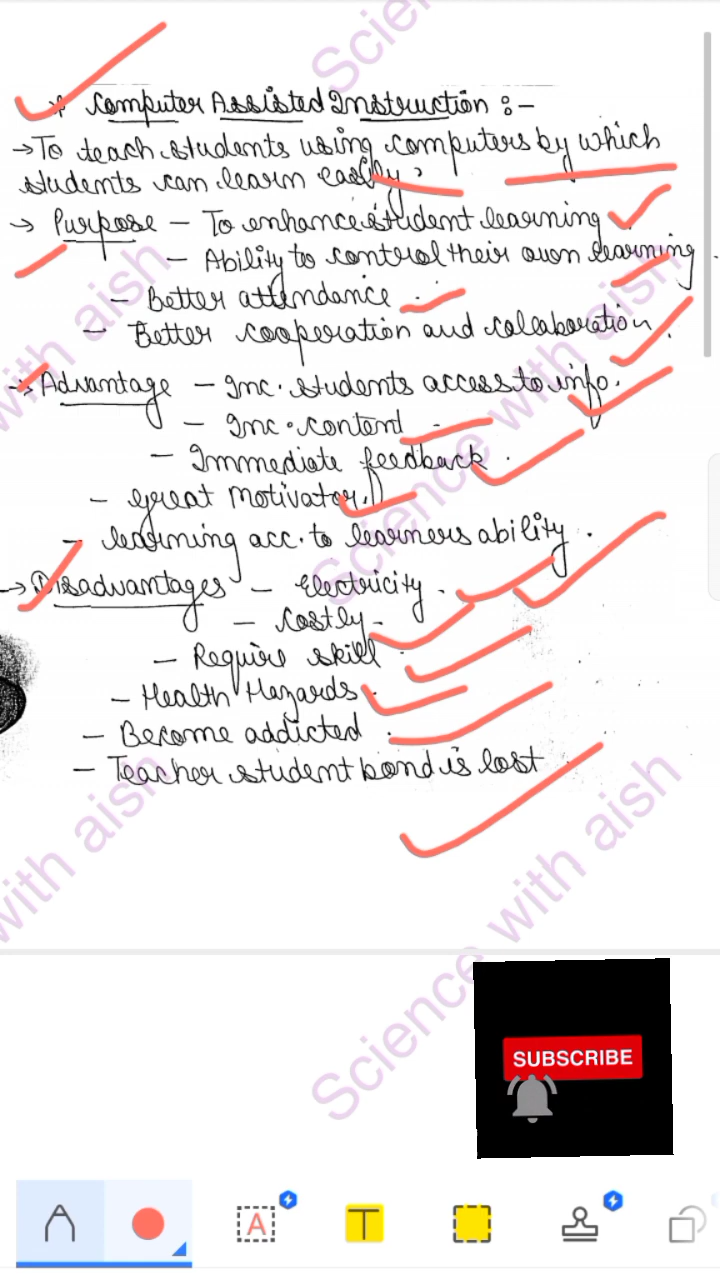 * Computer Assisted Instruction :-
→ To teach students using computers by which
students can learn easily.
→ Purpose - To enhance student learning
- Ability to control their own learning.
- Better attendance
- Better cooperation and collaboration.
→ Advantage - Inc. students access to info.
- Inc. content
- Immediate feedback.
- Great motivator
- learning acc. to learners ability.
→ Disadvantages - Electricity.
- Costly.
- Require skill
- Health Hazards.
- Become addicted.
- Teacher student bond is lost
Science with aish
SUBSCRIBE
A
T